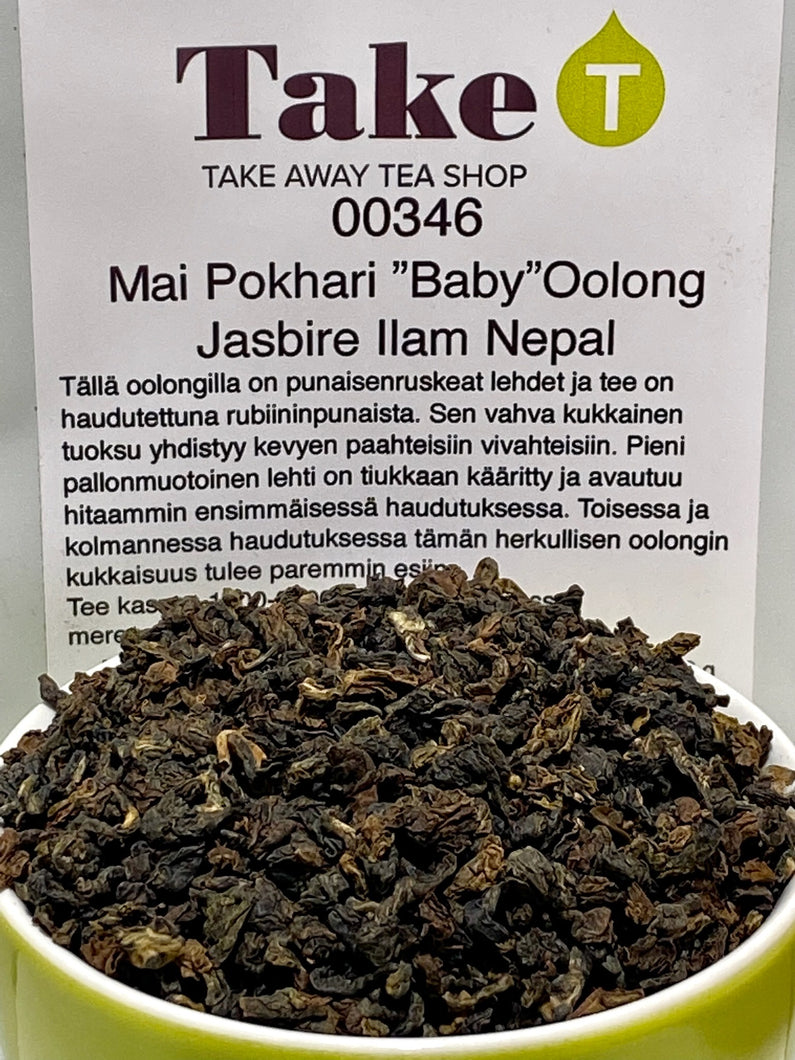 Take T
TAKE AWAY TEA SHOP
00346
Mai Pokhari ”Baby”Oolong
Jasbire Ilam Nepal
Tällä oolongilla on punaisenruskeat lehdet ja tee on
haudutettuna rubiininpunaista. Sen vahva kukkainen
tuoksu yhdistyy kevyen paahteisiin vivahteisiin. Pieni
pallonmuotoinen lehti on tiukkaan kääritty ja avautuu
hitaammin ensimmäisessä haudutuksessa. Toisessa ja
kolmannessa haudutuksessa tämän herkullisen oolongin
kukkaisuus tulee paremmin
Tee